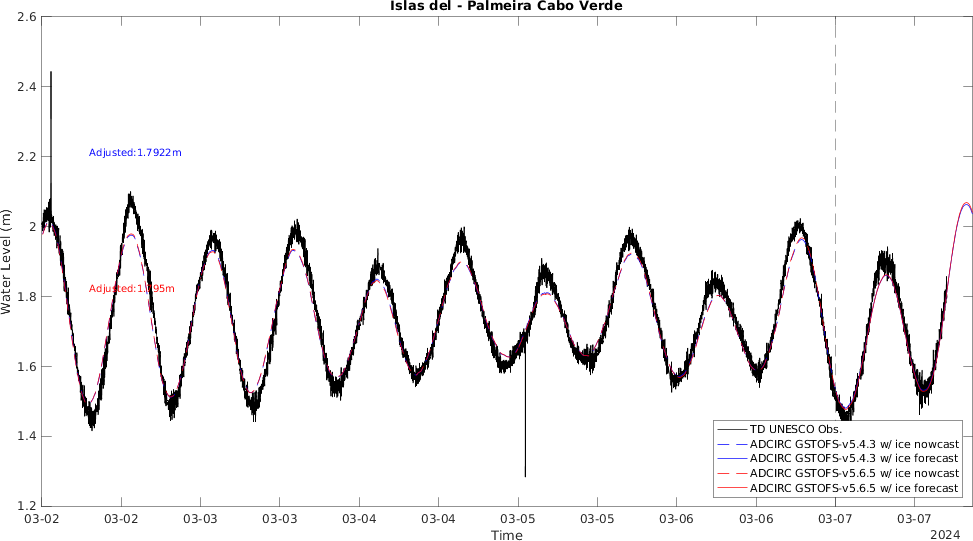 Islas del - Palmeira Cabo Verde
2.6
2.4
2.2
2
1.8
1.6
1.4
1.2
Water Level (m)
Adjusted:1.7922m
TD UNESCO Obs.
ADCIRC GSTOFS-v5.4.3 w/ ice nowcast
ADCIRC GSTOFS-v5.4.3 w/ ice forecast
ADCIRC GSTOFS-v5.6.5 w/ ice nowcast
ADCIRC GSTOFS-v5.6.5 w/ ice forecast
03-02 03-02 03-03 03-03 03-04 03-04 03-05 03-05 03-06 03-06 03-07 03-07
Time
2024